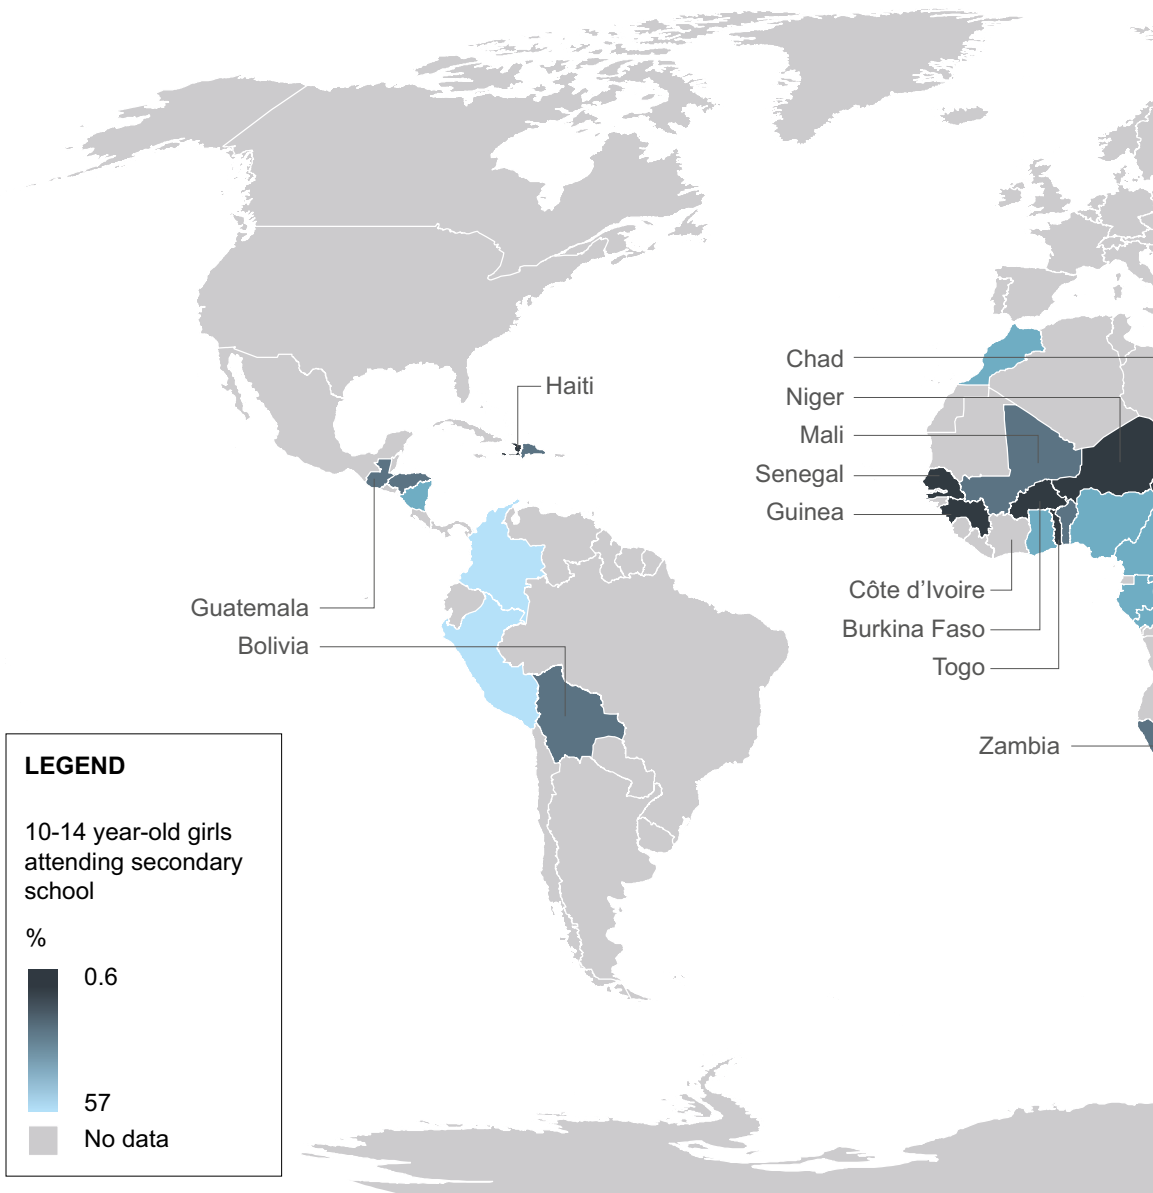 Haiti
Guatemala
Bolivia
Chad
Niger
Mali
Senegal
Guinea
Côte d’Ivoire
Burkina Faso
Togo
Zambia
LEGEND
10-14 year-old girls
attending secondary
school
%
0.6
57
No data